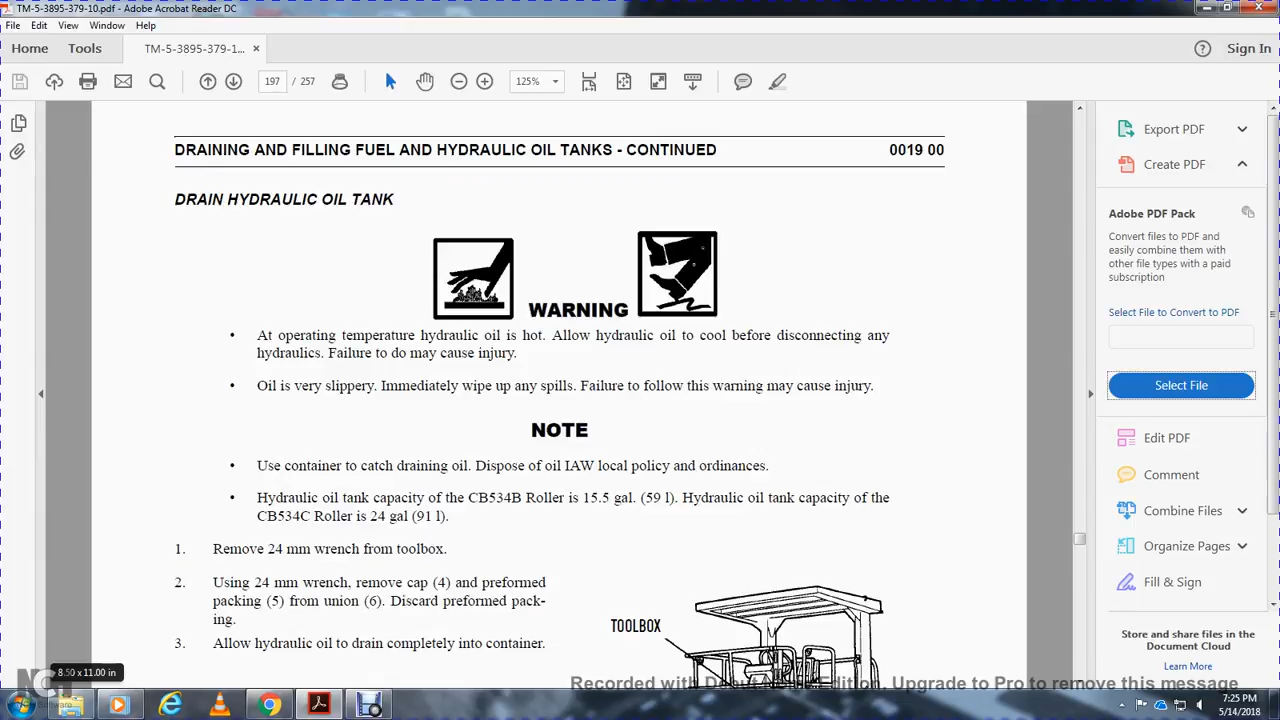 TM-5-3895-379-10.pdf - Adobe Acrobat Reader DC
File Edit View Window Help
Home Tools TM-5-3895-379-1... × Sign In
197 / 257 125%
DRAINING AND FILLING FUEL AND HYDRAULIC OIL TANKS - CONTINUED 0019 00
DRAIN HYDRAULIC OIL TANK
WARNING
• At operating temperature hydraulic oil is hot. Allow hydraulic oil to cool before disconnecting any
hydraulics. Failure to do may cause injury.
• Oil is very slippery. Immediately wipe up any spills. Failure to follow this warning may cause injury.
NOTE
• Use container to catch draining oil. Dispose of oil IAW local policy and ordinances.
• Hydraulic oil tank capacity of the CB534B Roller is 15.5 gal. (59 l). Hydraulic oil tank capacity of the
CB534C Roller is 24 gal (91 l).
1. Remove 24 mm wrench from toolbox.
2. Using 24 mm wrench, remove cap (4) and preformed
packing (5) from union (6). Discard preformed pack-
ing.
3. Allow hydraulic oil to drain completely into container.
TOOLBOX
8.50 x 11.00 in
Export PDF
Create PDF
Adobe PDF Pack
Convert files to PDF and
easily combine them with
other file types with a paid
subscription
Select File to Convert to PDF
Select File
Edit PDF
Comment
Combine Files
Organize Pages
Fill & Sign
Store and share files in the
Document Cloud
Learn More
Recorded with Edition. Upgrade to Pro to remove this message
7:25 PM
5/14/2018